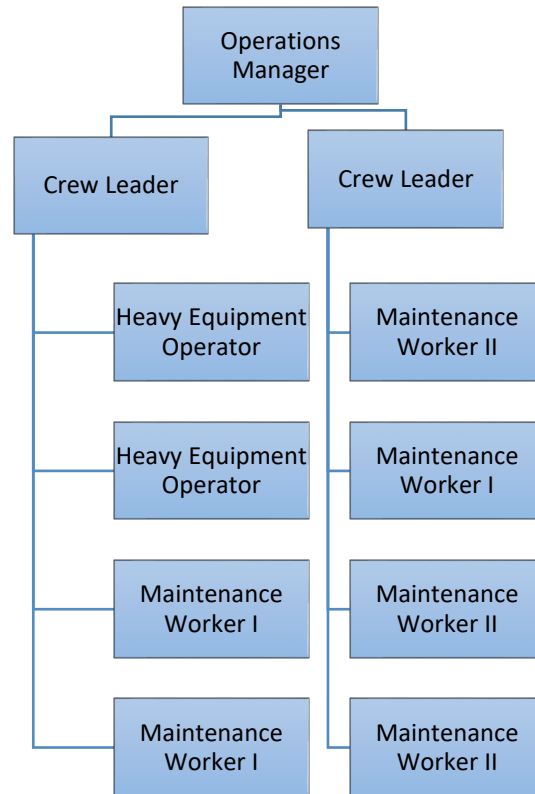 Operations
Manager
Crew Leader
Crew Leader
Heavy Equipment
Operator
Heavy Equipment
Operator
Maintenance
Worker I
Maintenance
Worker I
Maintenance
Worker II
Maintenance
Worker I
Maintenance
Worker II
Maintenance
Worker II